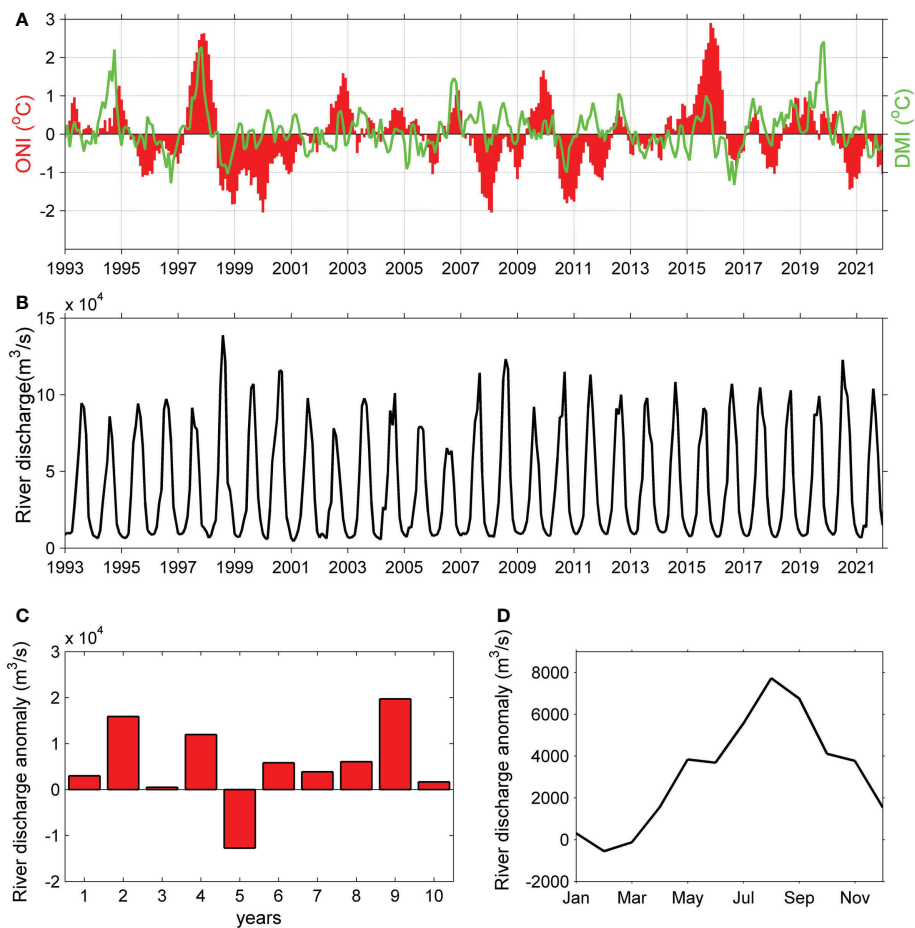 A
3
2
1
0
-1
-2
ONI (°C)
DMI (°C)
1993 1995 1997 1999 2001 2003 2005 2007 2009 2011 2013 2015 2017 2019 2021
B
x 10⁴
15
10
5
0
River discharge(m³/s)
1993 1995 1997 1999 2001 2003 2005 2007 2009 2011 2013 2015 2017 2019 2021
C
x 10⁴
3
2
1
0
-1
-2
River discharge anomaly (m³/s)
1 2 3 4 5 6 7 8 9 10
years
D
8000
6000
4000
2000
0
-2000
River discharge anomaly (m³/s)
Jan Mar May Jul Sep Nov